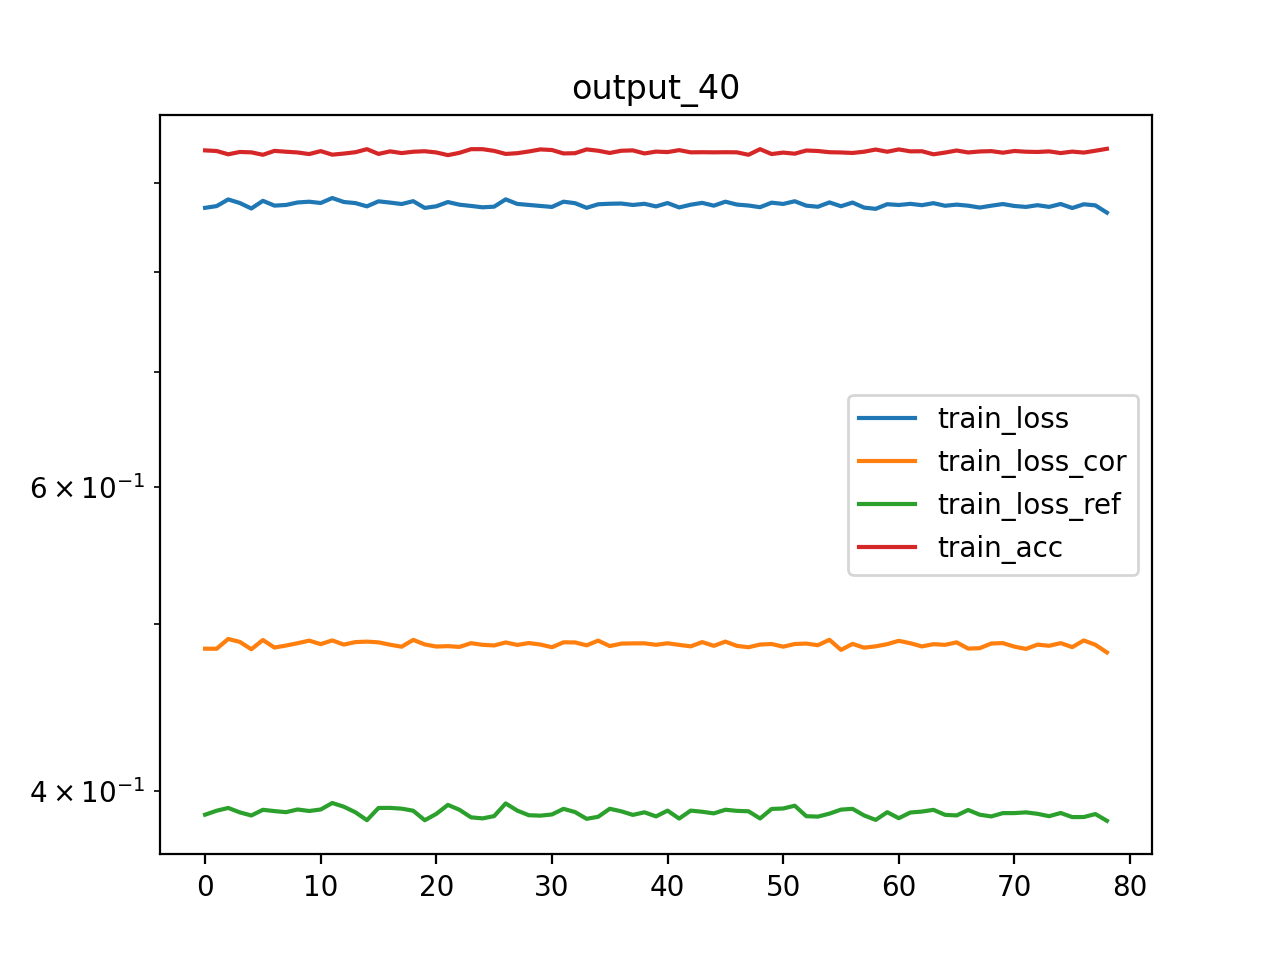 output_40
6 × 10⁻¹
4 × 10⁻¹
train_loss
train_loss_cor
train_loss_ref
train_acc
0 10 20 30 40 50 60 70 80